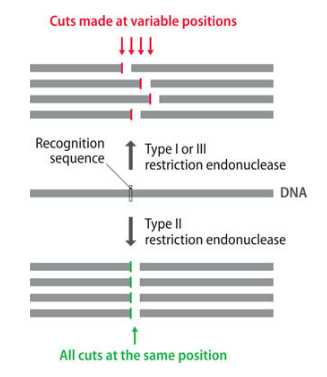 Cuts made at variable positions
Recognition
sequence
Type I or III
restriction endonuclease
DNA
Type II
restriction endonuclease
All cuts at the same position